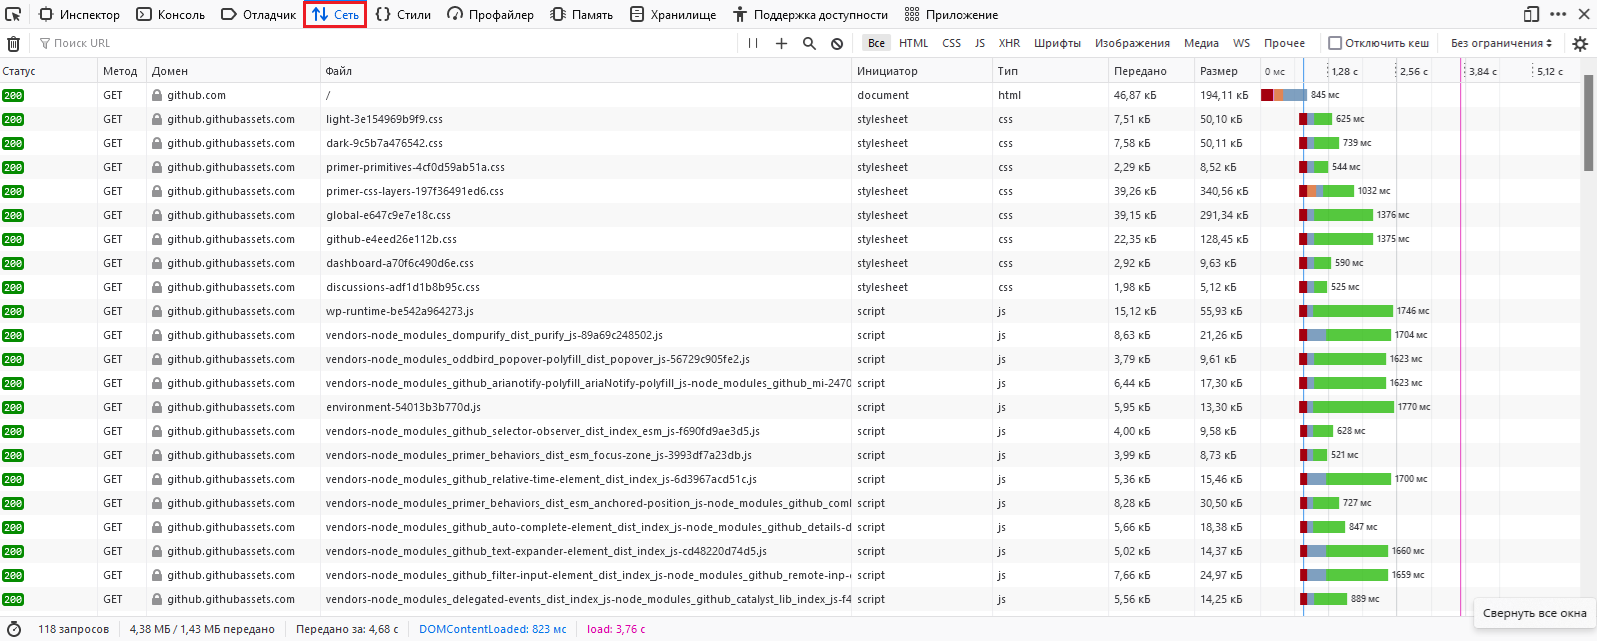 Инспектор Консоль Отладчик Сеть Стили Профайлер Память Хранилище Поддержка доступности Приложение
Поиск URL Все HTML CSS JS XHR Шрифты Изображения Медиа WS Прочее Отключить кеш Без ограничения
Статус Метод Домен Файл Инициатор Тип Передано Размер 0 мс 1,28 с 2,56 с 3,84 с 5,12 с
200 GET github.com / document html 46,87 кБ 194,11 кБ 845 мс
200 GET github.githubassets.com light-3e154969b9f9.css stylesheet css 7,51 кБ 50,10 кБ 625 мс
200 GET github.githubassets.com dark-9c5b7a476542.css stylesheet css 7,58 кБ 50,11 кБ 739 мс
200 GET github.githubassets.com primer-primitives-4cf0d59ab51a.css stylesheet css 2,29 кБ 8,52 кБ 544 мс
200 GET github.githubassets.com primer-css-layers-197f36491ed6.css stylesheet css 39,26 кБ 340,56 кБ 1032 мс
200 GET github.githubassets.com global-e647c9e7e18c.css stylesheet css 39,15 кБ 291,34 кБ 1376 мс
200 GET github.githubassets.com github-e4eed26e112b.css stylesheet css 22,35 кБ 128,45 кБ 1375 мс
200 GET github.githubassets.com dashboard-a70f6c490d6e.css stylesheet css 2,92 кБ 9,63 кБ 590 мс
200 GET github.githubassets.com discussions-adf1d1b8b95c.css stylesheet css 1,98 кБ 5,12 кБ 525 мс
200 GET github.githubassets.com wp-runtime-be542a964273.js script js 15,12 кБ 55,93 кБ 1746 мс
200 GET github.githubassets.com vendors-node_modules_dompurify_dist_purify_js-89a69c248502.js script js 8,63 кБ 21,26 кБ 1704 мс
200 GET github.githubassets.com vendors-node_modules_oddbird_popover-polyfill_dist_popover_js-56729c905fe2.js script js 3,79 кБ 9,61 кБ 1623 мс
200 GET github.githubassets.com vendors-node_modules_github_arianotify-polyfill_ariaNotify-polyfill_js-node_modules_github_mi-2470 script js 6,44 кБ 17,30 кБ 1623 мс
200 GET github.githubassets.com environment-54013b3b770d.js script js 5,95 кБ 13,30 кБ 1770 мс
200 GET github.githubassets.com vendors-node_modules_github_selector-observer_dist_index_esm_js-f690fd9ae3d5.js script js 4,00 кБ 9,58 кБ 628 мс
200 GET github.githubassets.com vendors-node_modules_primer_behaviors_dist_esm_focus-zone_js-3993df7a23db.js script js 3,99 кБ 8,73 кБ 521 мс
200 GET github.githubassets.com vendors-node_modules_github_relative-time-element_dist_index_js-6d3967acd51c.js script js 5,36 кБ 15,46 кБ 1700 мс
200 GET github.githubassets.com vendors-node_modules_primer_behaviors_dist_esm_anchored-position_js-node_modules_github_coml script js 8,28 кБ 30,50 кБ 727 мс
200 GET github.githubassets.com vendors-node_modules_github_auto-complete-element_dist_index_js-node_modules_github_details-d script js 5,66 кБ 18,38 кБ 847 мс
200 GET github.githubassets.com vendors-node_modules_github_text-expander-element_dist_index_js-cd48220d74d5.js script js 5,02 кБ 14,37 кБ 1660 мс
200 GET github.githubassets.com vendors-node_modules_github_filter-input-element_dist_index_js-node_modules_github_remote-inp- script js 7,66 кБ 24,97 кБ 1659 мс
200 GET github.githubassets.com vendors-node_modules_delegated-events_dist_index_js-node_modules_github_catalyst_lib_index_js-f4 script js 5,56 кБ 14,25 кБ 889 мс
Свернуть все окна
118 запросов 4,38 МБ / 1,43 МБ передано Передано за: 4,68 с DOMContentLoaded: 823 мс load: 3,76 с